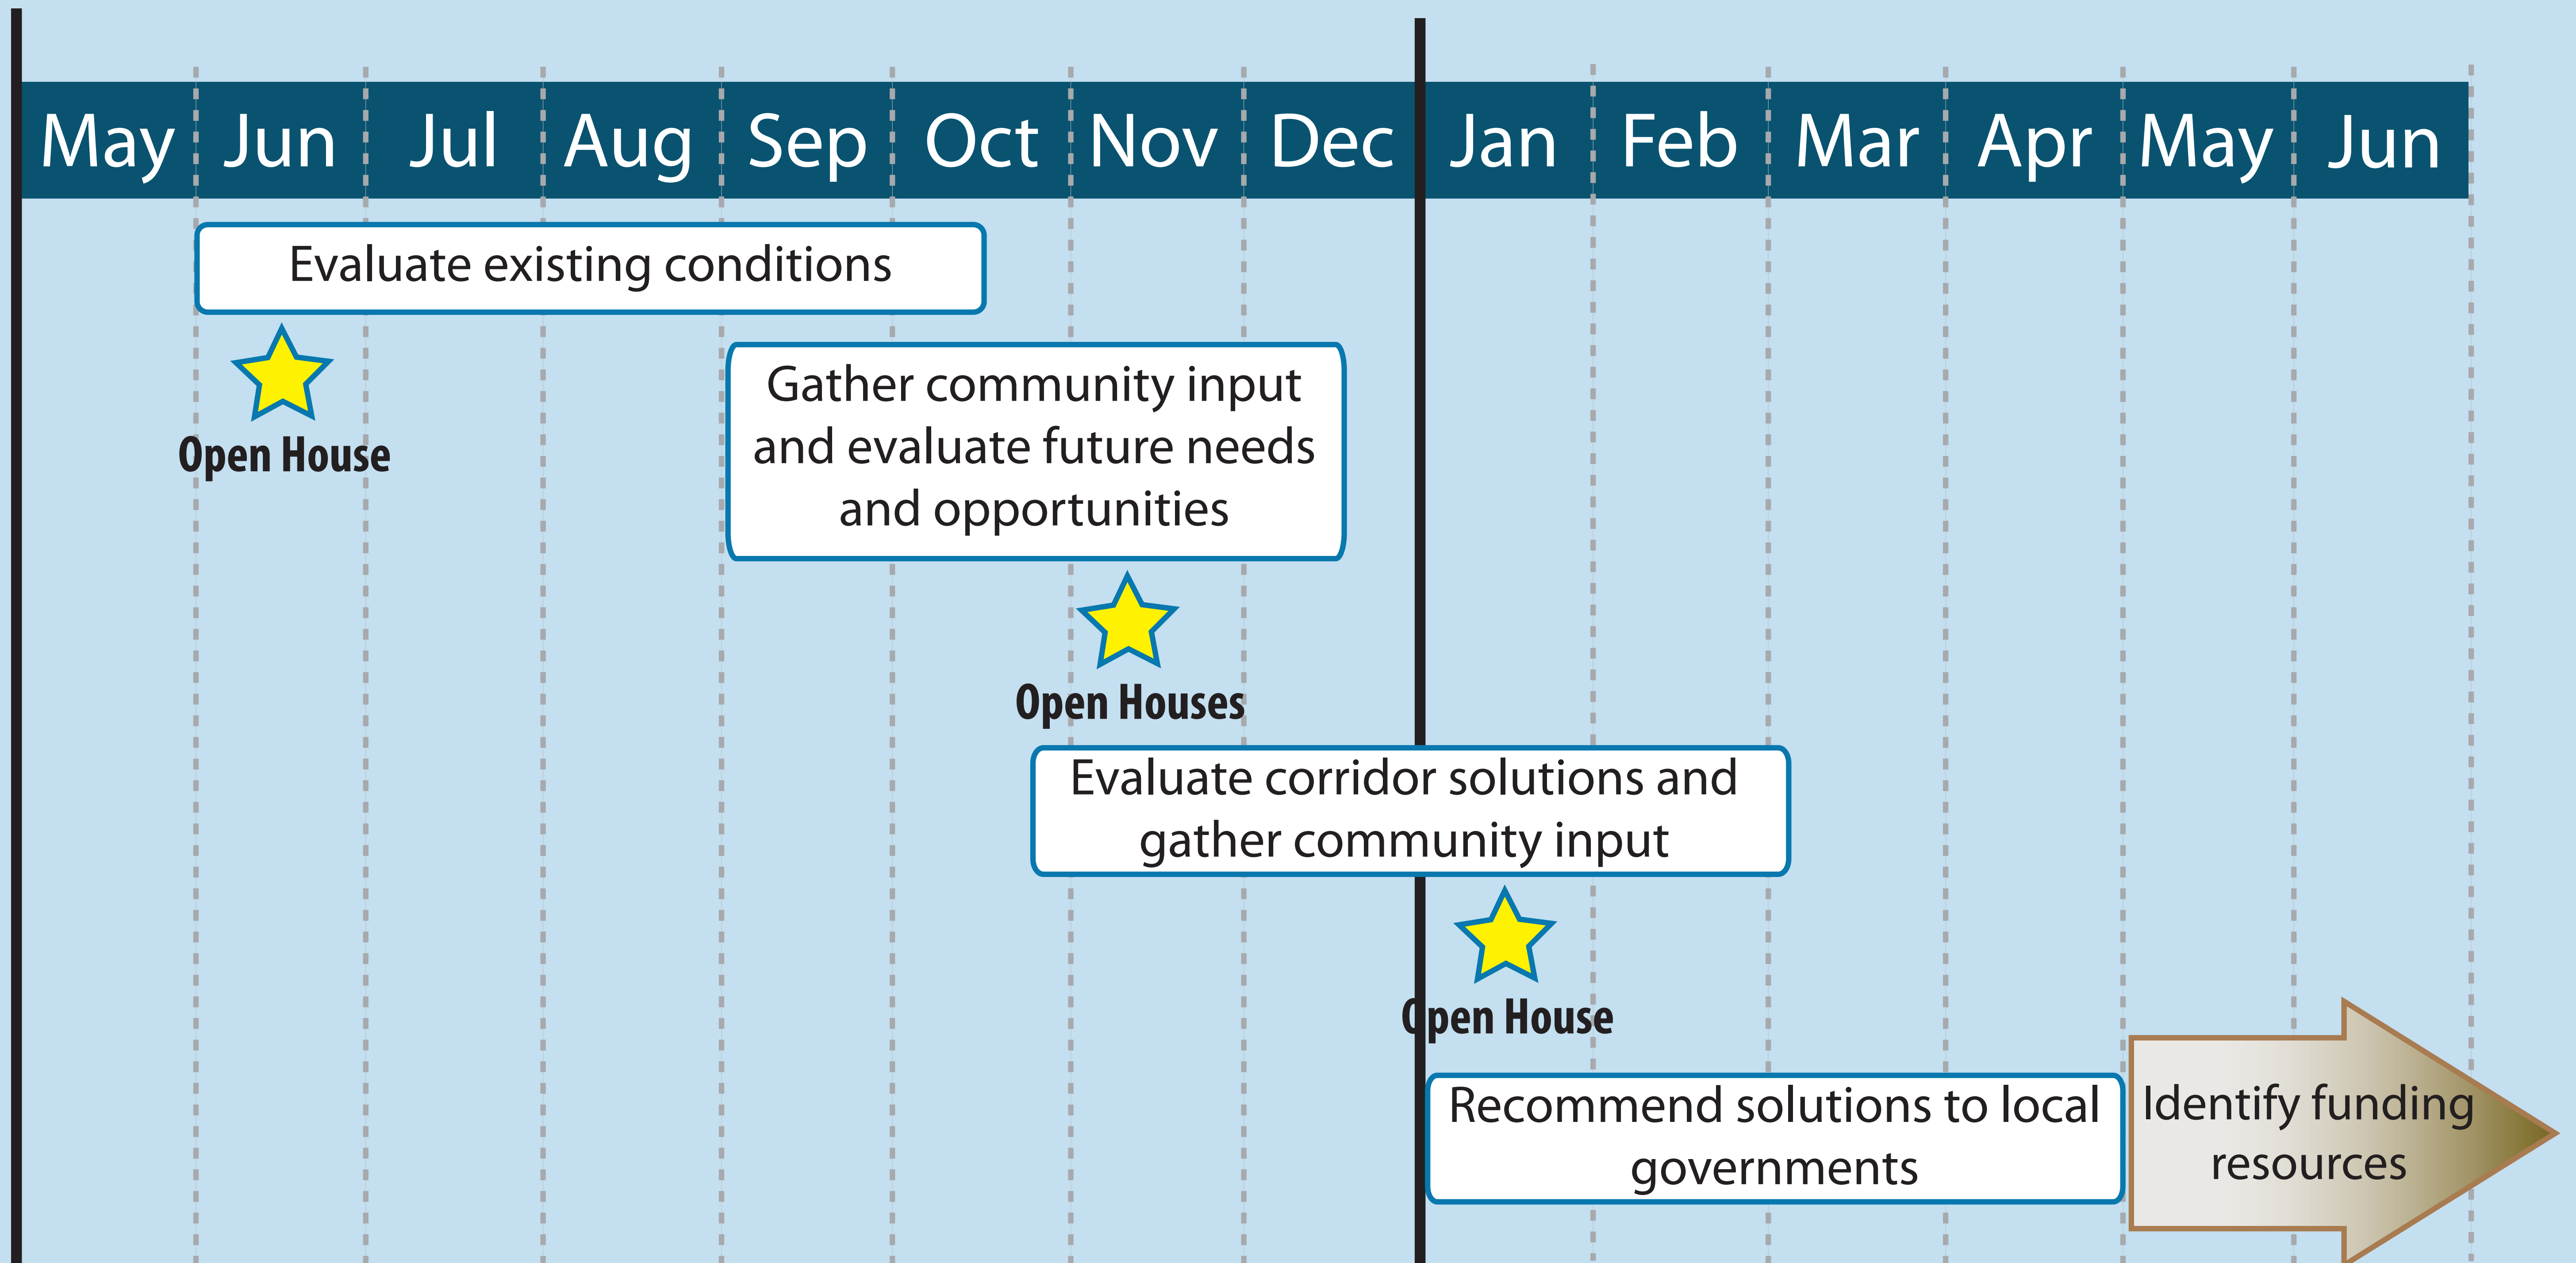 May Jun Jul Aug Sep Oct Nov Dec Jan Feb Mar Apr May Jun
Evaluate existing conditions
Open House
Gather community input
and evaluate future needs
and opportunities
Open Houses
Evaluate corridor solutions and
gather community input
Open House
Recommend solutions to local
governments
Identify funding
resources